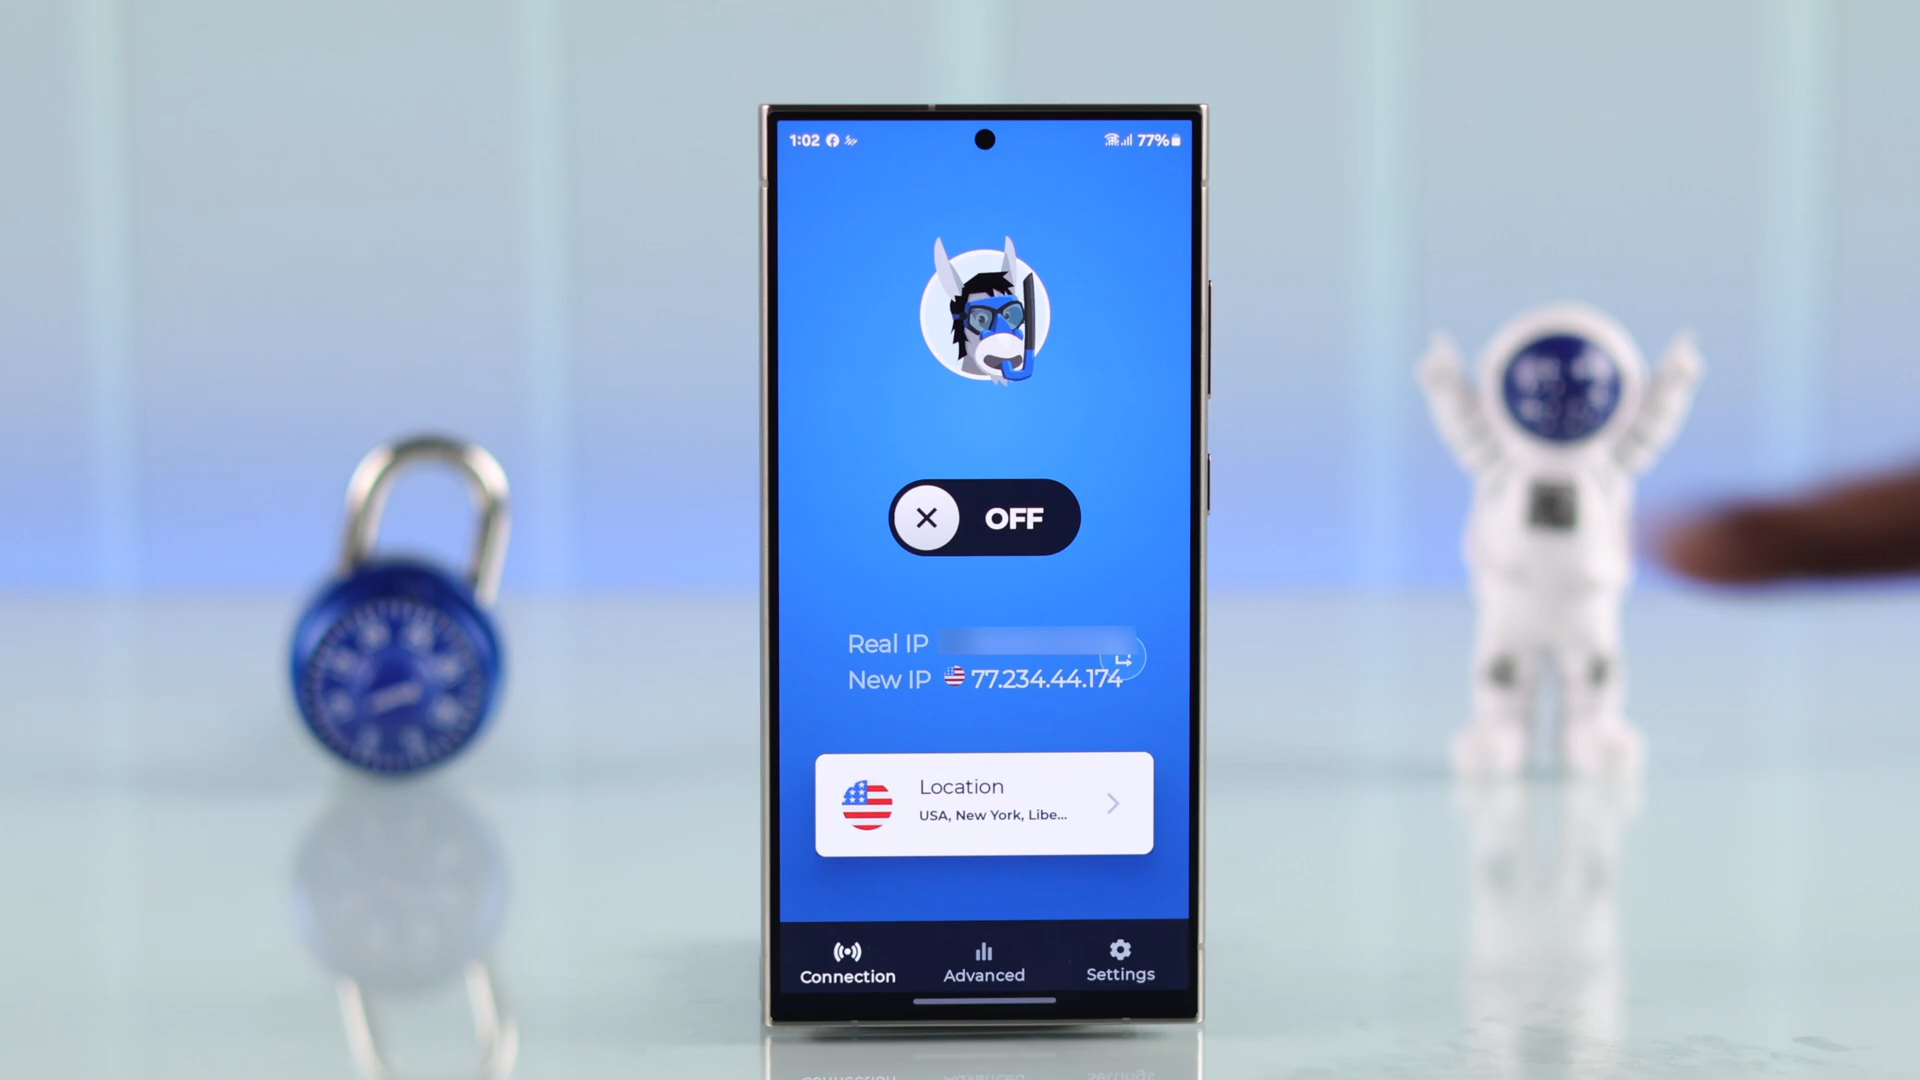 1:02 77%
OFF
Real IP
New IP 77.234.44.174
Location
USA, New York, Libe...
Connection Advanced Settings